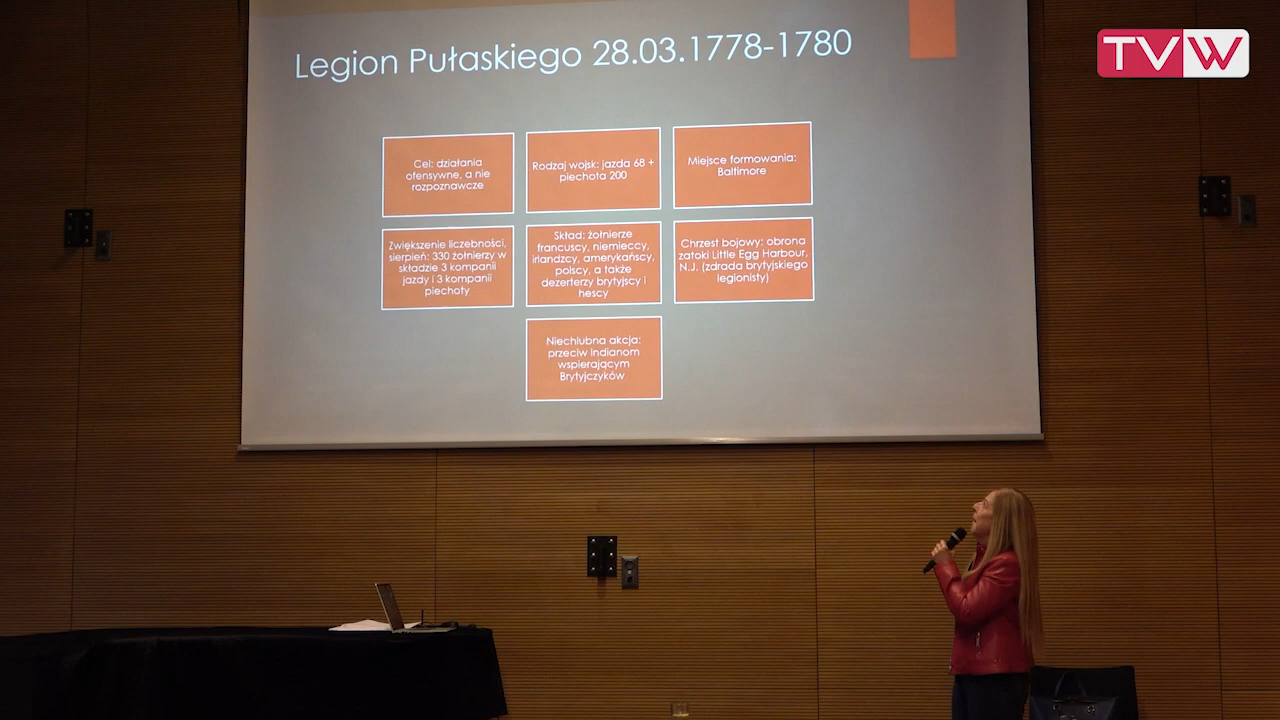 Legion Pułaskiego 28.03.1778-1780
TVW
Cel: działania
ofensywne, a nie
rozpoznawcze
Rodzaj wojsk: jazda 68 +
piechota 200
Miejsce formowania:
Baltimore
Zwiększenie liczebności,
sierpień: 330 żołnierzy w
składzie 3 kompanii
jazdy i 3 kompanii
piechoty
Skład: żołnierze
francuscy, niemieccy,
irlandzcy, amerykańscy,
polscy, a także
dezerterzy brytyjscy i
hescy
Chrzest bojowy: obrona
zatoki Little Egg Harbour,
N.J. (zdrada brytyjskiego
legionisty)
Niechlubna akcja:
przeciw Indianom
wspierającym
Brytyjczyków